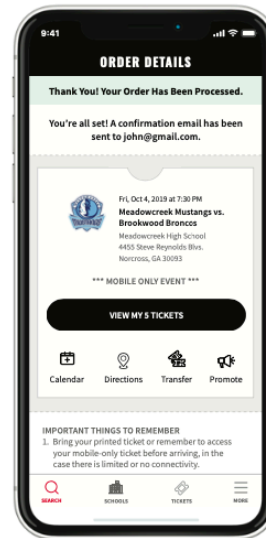 9:41
ORDER DETAILS
Thank You! Your Order Has Been Processed.
You're all set! A confirmation email has been
sent to john@gmail.com.
Fri, Oct 4, 2019 at 7:30 PM
Meadowcreek Mustangs vs.
Brookwood Broncos
Meadowcreek High School
4455 Steve Reynolds Blvs.
Norcross, GA 30093
*** MOBILE ONLY EVENT ***
VIEW MY 5 TICKETS
Calendar Directions Transfer Promote
IMPORTANT THINGS TO REMEMBER
1. Bring your printed ticket or remember to access
your mobile-only ticket before arriving, in the
case there is limited or no connectivity.
SEARCH SCHOOLS TICKETS MORE